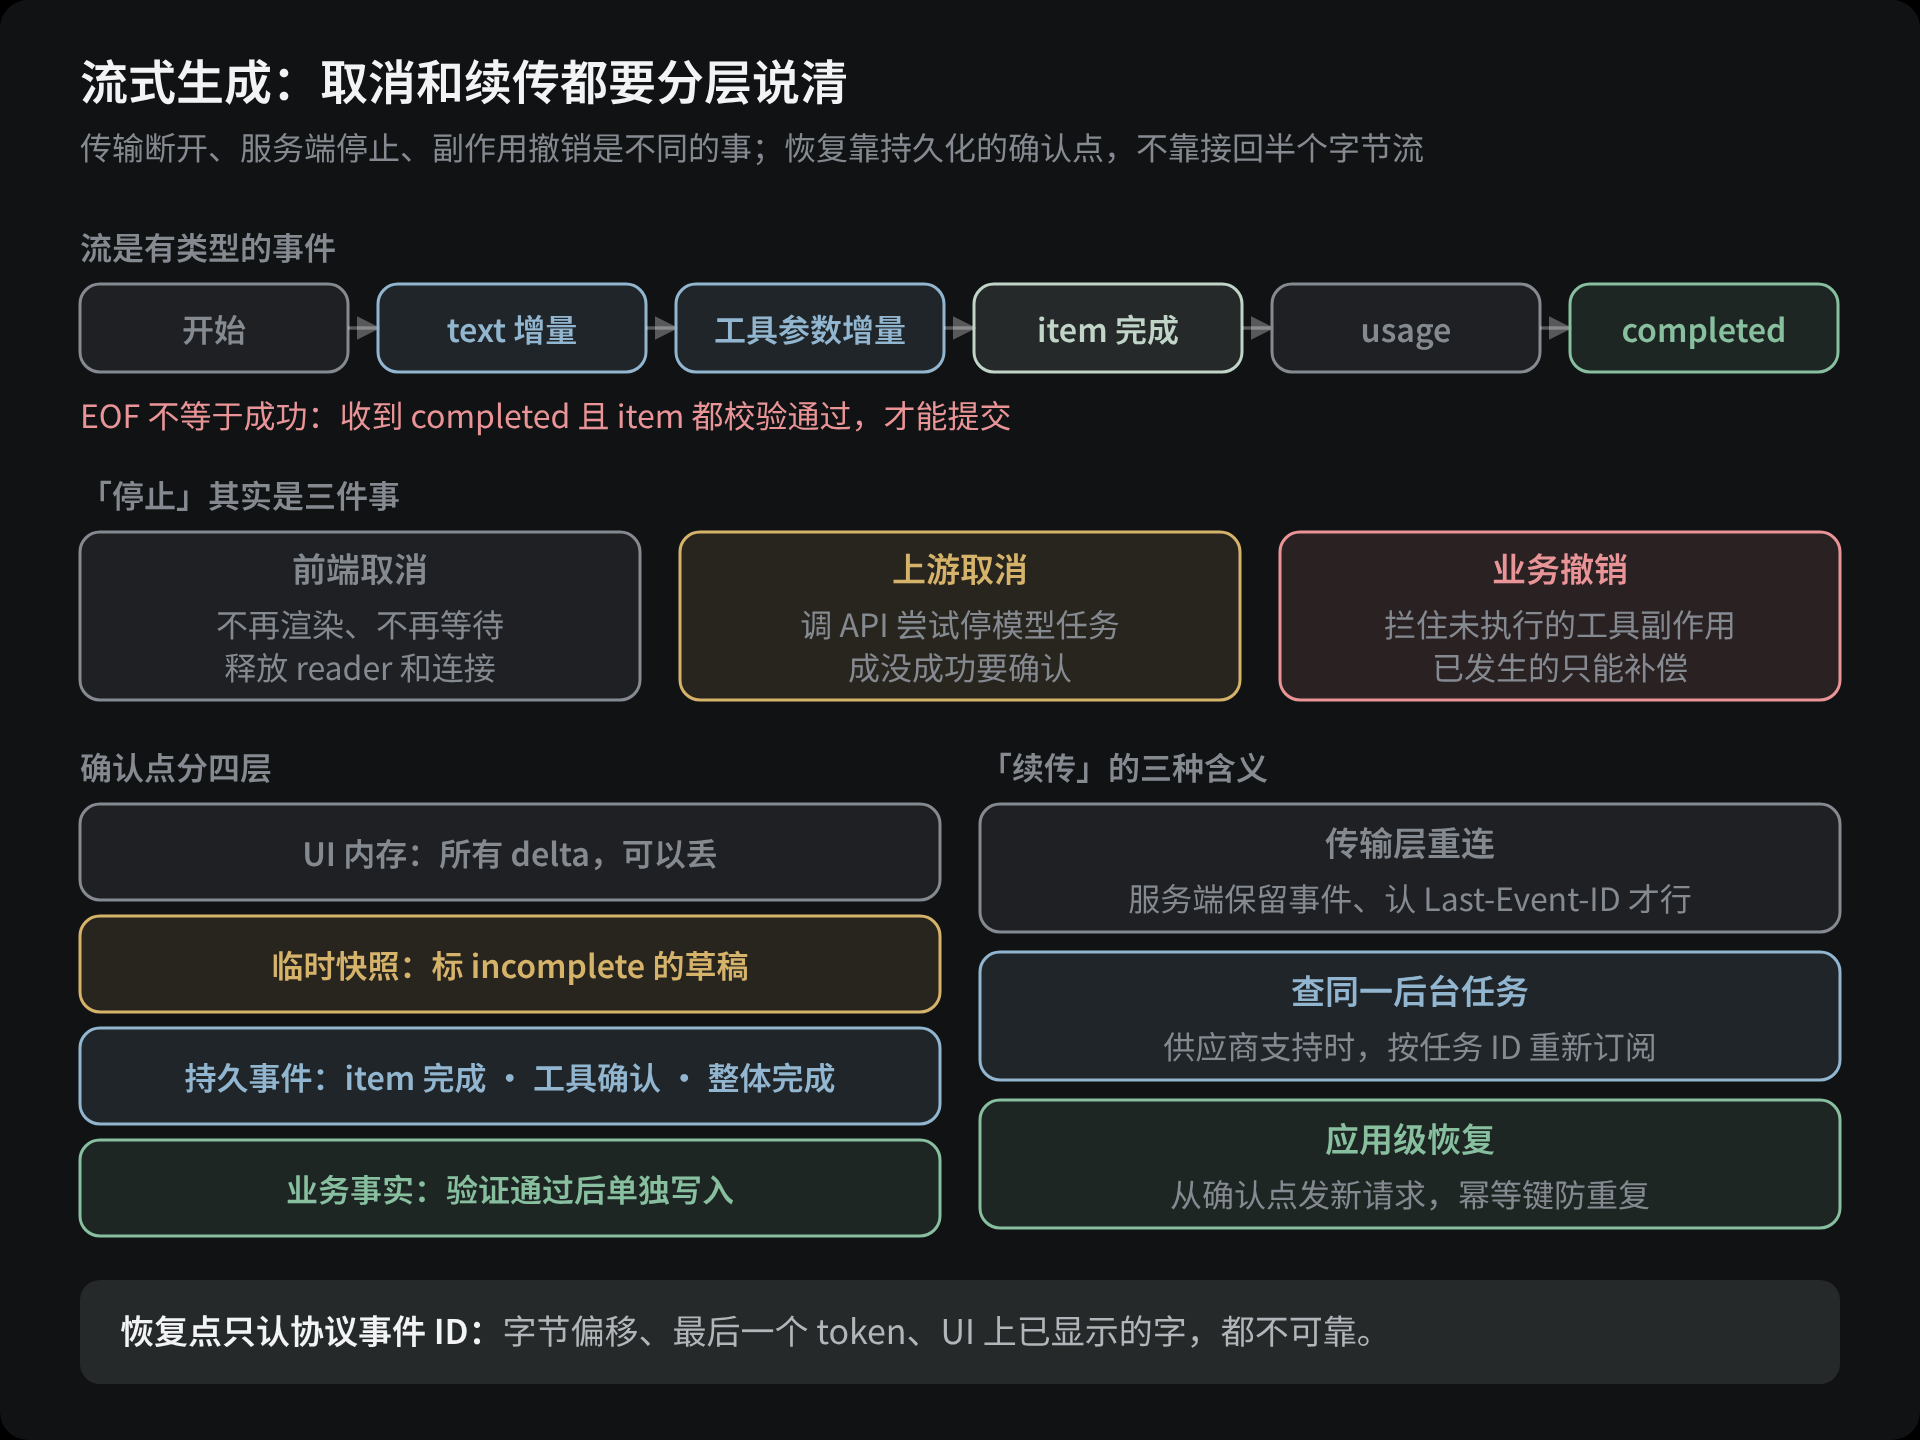 流式生成：取消和续传都要分层说清
传输断开、服务端停止、副作用撤销是不同的事；恢复靠持久化的确认点，不靠接回半个字节流
流是有类型的事件
开始
text 增量
工具参数增量
item 完成
usage
completed
EOF 不等于成功：收到 completed 且 item 都校验通过，才能提交
「停止」其实是三件事
前端取消
不再渲染、不再等待
释放 reader 和连接
上游取消
调 API 尝试停模型任务
成没成功要确认
业务撤销
拦住未执行的工具副作用
已发生的只能补偿
确认点分四层
UI 内存：所有 delta，可以丢
临时快照：标 incomplete 的草稿
持久事件：item 完成 · 工具确认 · 整体完成
业务事实：验证通过后单独写入
「续传」的三种含义
传输层重连
服务端保留事件、认 Last-Event-ID 才行
查同一后台任务
供应商支持时，按任务 ID 重新订阅
应用级恢复
从确认点发新请求，幂等键防重复
恢复点只认协议事件 ID：字节偏移、最后一个 token、UI 上已显示的字，都不可靠。